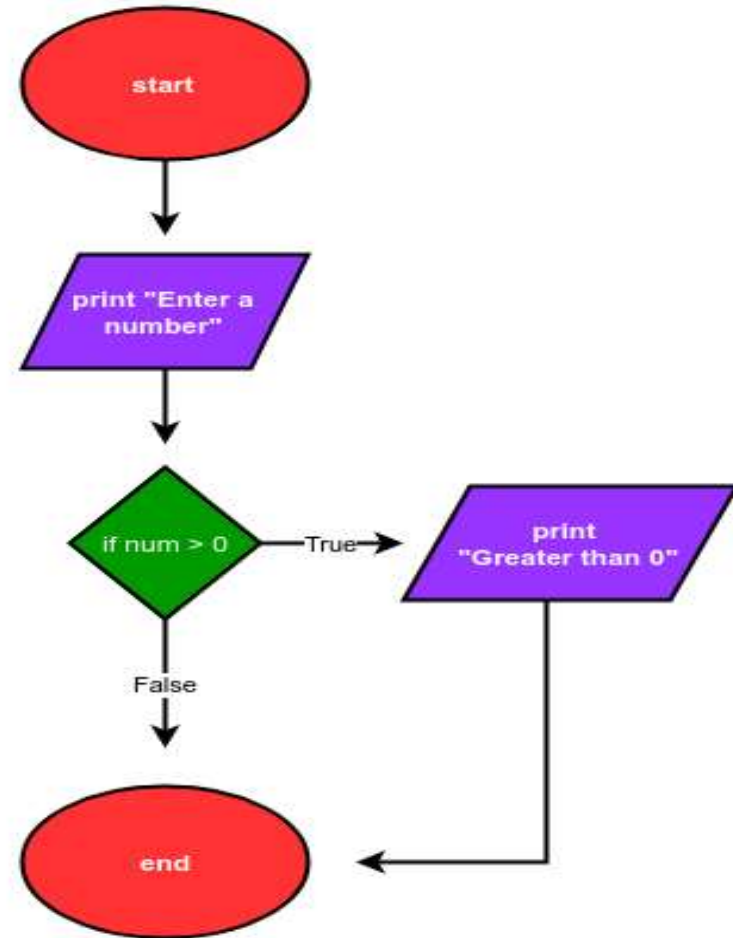 start
print "Enter a
number"
if num > 0
True
print
"Greater than 0"
False
end